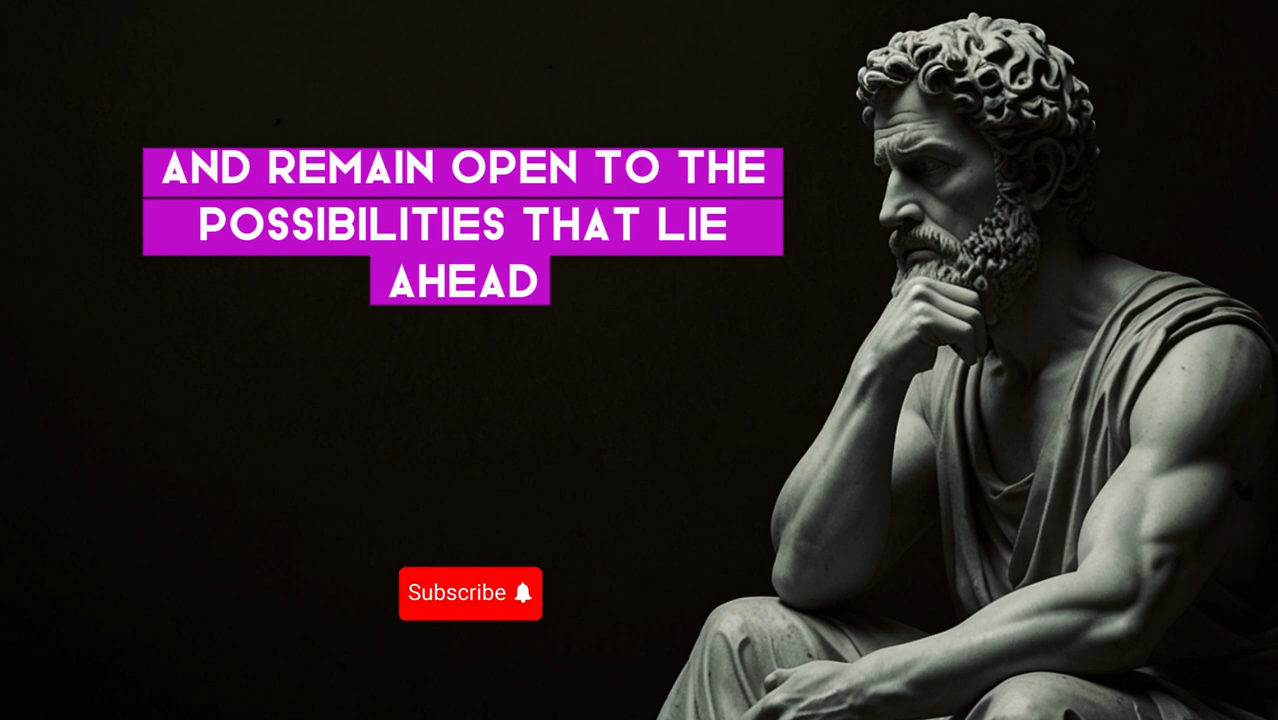 AND REMAIN OPEN TO THE
POSSIBILITIES THAT LIE
AHEAD
Subscribe